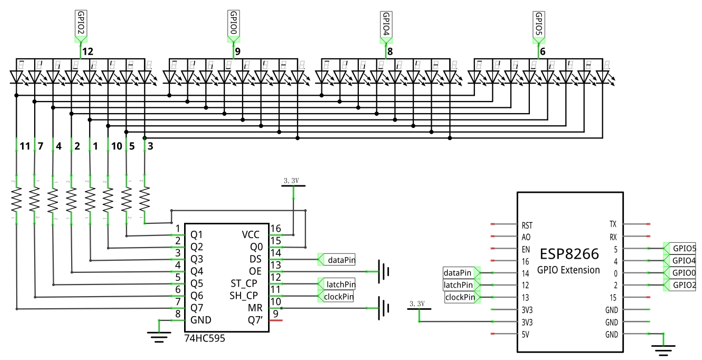 GPIO2 GPIO0 GPIO4 GPIO5
12 9 8 6
11 7 4 2 1 10 5 3
3.3V
1 Q1 VCC 16
2 Q2 Q0 15
3 Q3 DS 14 dataPin
4 Q4 OE 13
5 Q5 ST_CP 12 latchPin
6 Q6 SH_CP 11 clockPin
7 Q7 MR 10
8 GND Q7' 9
74HC595
ESP8266
GPIO Extension
RST TX
AO RX
EN 5 GPIO5
16 4 GPIO4
dataPin 14 0 GPIO0
latchPin 12 2 GPIO2
clockPin 13 15
3V3 GND
3.3V 3V3 GND
5V GND